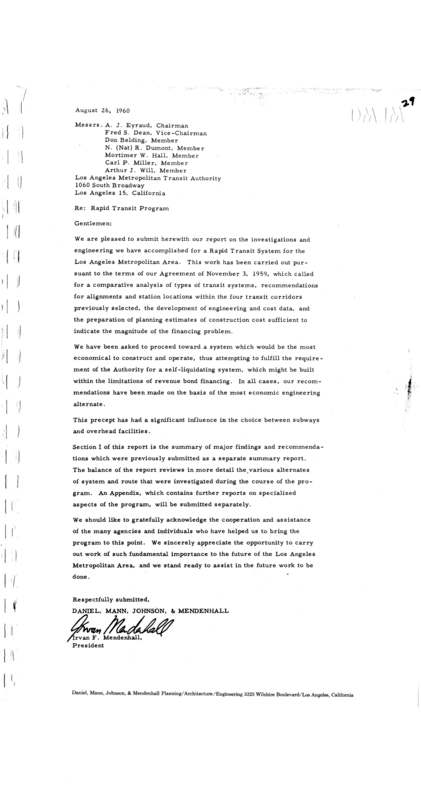 29
DMJM
August 26, 1960
Messrs. A. J. Eyraud, Chairman
Fred S. Dean, Vice-Chairman
Don Belding, Member
N. (Nat) R. Dumont, Member
Mortimer W. Hall, Member
Carl P. Miller, Member
Arthur J. Will, Member
Los Angeles Metropolitan Transit Authority
1060 South Broadway
Los Angeles 15, California
Re: Rapid Transit Program
Gentlemen:
We are pleased to submit herewith our report on the investigations and
engineering we have accomplished for a Rapid Transit System for the
Los Angeles Metropolitan Area. This work has been carried out pur-
suant to the terms of our Agreement of November 3, 1959, which called
for a comparative analysis of types of transit systems, recommendations
for alignments and station locations within the four transit corridors
previously selected, the development of engineering and cost data, and
the preparation of planning estimates of construction cost sufficient to
indicate the magnitude of the financing problem.
We have been asked to proceed toward a system which would be the most
economical to construct and operate, thus attempting to fulfill the require-
ment of the Authority for a self-liquidating system, which might be built
within the limitations of revenue bond financing. In all cases, our recom-
mendations have been made on the basis of the most economic engineering
alternate.
This precept has had a significant influence in the choice between subways
and overhead facilities.
Section I of this report is the summary of major findings and recommenda-
tions which were previously submitted as a separate summary report.
The balance of the report reviews in more detail the various alternates
of system and route that were investigated during the course of the pro-
gram. An Appendix, which contains further reports on specialized
aspects of the program, will be submitted separately.
We should like to gratefully acknowledge the cooperation and assistance
of the many agencies and individuals who have helped us to bring the
program to this point. We sincerely appreciate the opportunity to carry
out work of such fundamental importance to the future of the Los Angeles
Metropolitan Area, and we stand ready to assist in the future work to be
done.
Respectfully submitted,
DANIEL, MANN, JOHNSON, & MENDENHALL
Irvan Mendenhall
Irvan F. Mendenhall,
President
Daniel, Mann, Johnson, & Mendenhall Planning/Architecture/Engineering 3325 Wilshire Boulevard/Los Angeles, California